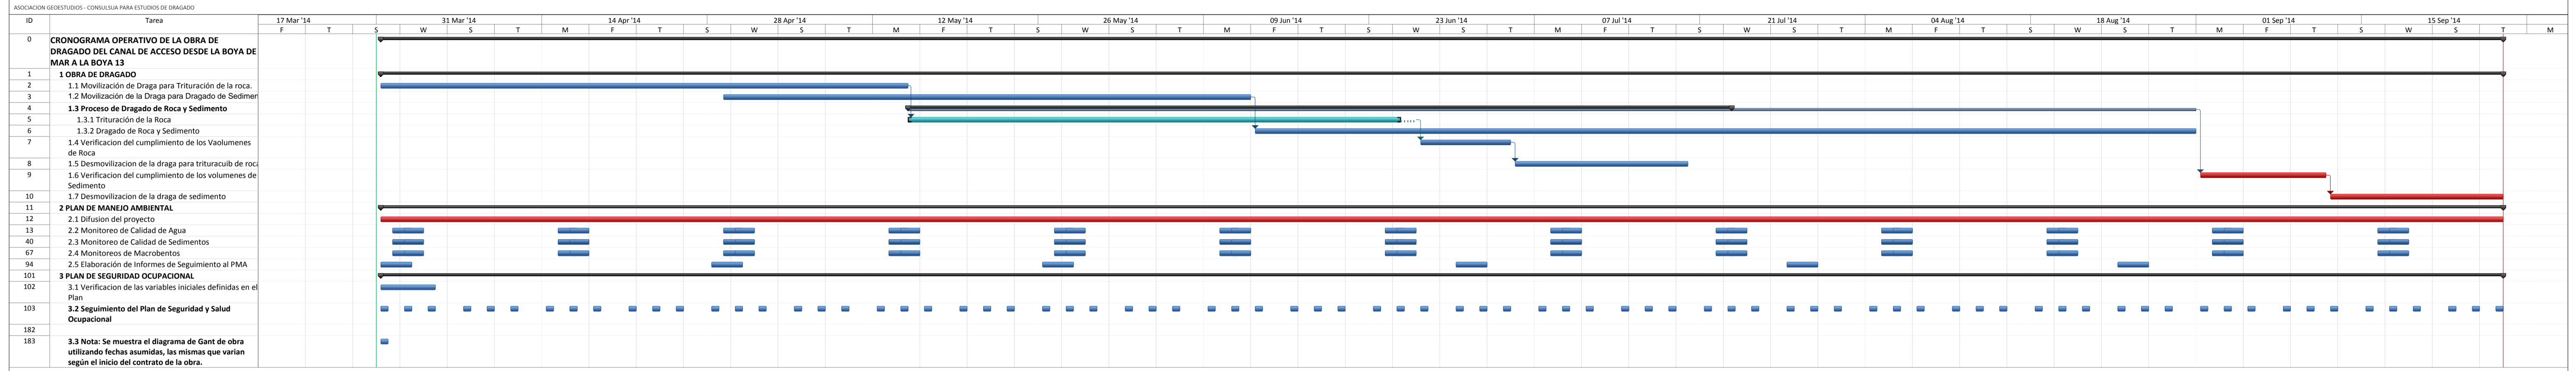 ASOCIACION GEOESTUDIOS - CONSULSUA PARA ESTUDIOS DE DRAGADO
ID Tarea 17 Mar '14 31 Mar '14 14 Apr '14 28 Apr '14 12 May '14 26 May '14 09 Jun '14 23 Jun '14 07 Jul '14 21 Jul '14 04 Aug '14 18 Aug '14 01 Sep '14 15 Sep '14
F T S W S T M F T S W S T M F T S W S T M F T S W S T M F T S W S T M F T S W S T M F T S W S T M
0 CRONOGRAMA OPERATIVO DE LA OBRA DE
DRAGADO DEL CANAL DE ACCESO DESDE LA BOYA DE
MAR A LA BOYA 13
1 1 OBRA DE DRAGADO
2 1.1 Movilización de Draga para Trituración de la roca.
3 1.2 Movilización de la Draga para Dragado de Sedimen
4 1.3 Proceso de Dragado de Roca y Sedimento
5 1.3.1 Trituración de la Roca
6 1.3.2 Dragado de Roca y Sedimento
7 1.4 Verificacion del cumplimiento de los Vaolumenes
de Roca
8 1.5 Desmovilizacion de la draga para trituracuib de roca
9 1.6 Verificacion del cumplimiento de los volumenes de
Sedimento
10 1.7 Desmovilizacion de la draga de sedimento
11 2 PLAN DE MANEJO AMBIENTAL
12 2.1 Difusion del proyecto
13 2.2 Monitoreo de Calidad de Agua
40 2.3 Monitoreo de Calidad de Sedimentos
67 2.4 Monitoreos de Macrobentos
94 2.5 Elaboración de Informes de Seguimiento al PMA
101 3 PLAN DE SEGURIDAD OCUPACIONAL
102 3.1 Verificacion de las variables iniciales definidas en el
Plan
103 3.2 Seguimiento del Plan de Seguridad y Salud
Ocupacional
182
183 3.3 Nota: Se muestra el diagrama de Gant de obra
utilizando fechas asumidas, las mismas que varian
según el inicio del contrato de la obra.